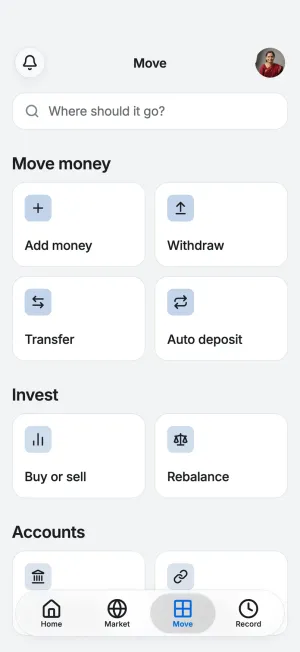 Move
Where should it go?
Move money
Add money
Withdraw
Transfer
Auto deposit
Invest
Buy or sell
Rebalance
Accounts
Home
Market
Move
Record